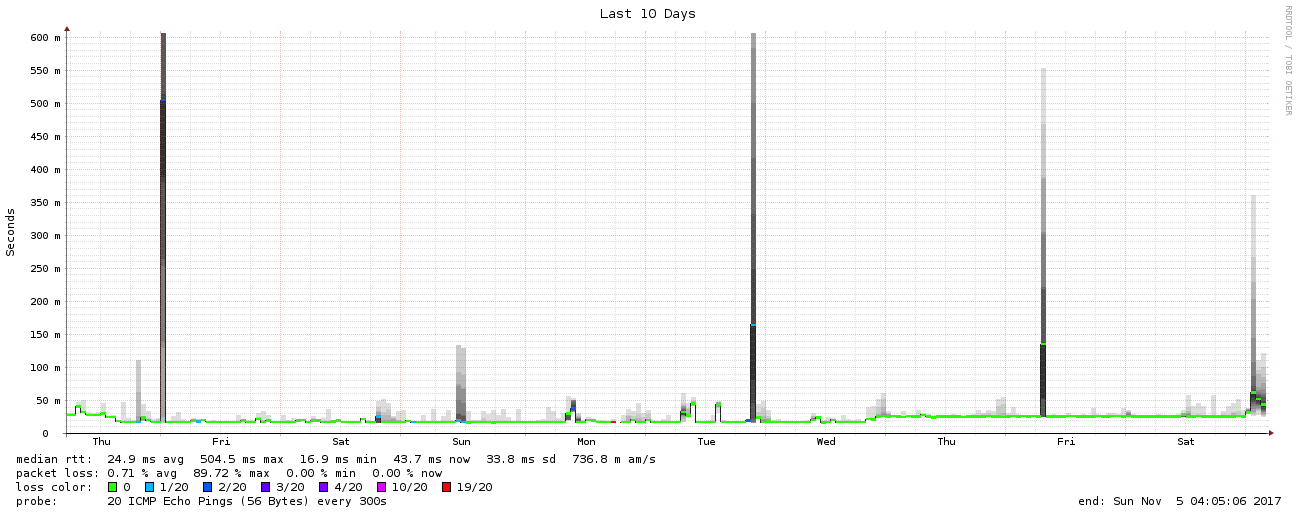 Last 10 Days
RRDTOOL / TOBI OETIKER
Seconds
600 m
550 m
500 m
450 m
400 m
350 m
300 m
250 m
200 m
150 m
100 m
50 m
0
Thu Fri Sat Sun Mon Tue Wed Thu Fri Sat
median rtt: 24.9 ms avg 504.5 ms max 16.9 ms min 43.7 ms now 33.8 ms sd 736.8 m am/s
packet loss: 0.71 % avg 89.72 % max 0.00 % min 0.00 % now
loss color: 0 1/20 2/20 3/20 4/20 10/20 19/20
probe: 20 ICMP Echo Pings (56 Bytes) every 300s end: Sun Nov 5 04:05:06 2017